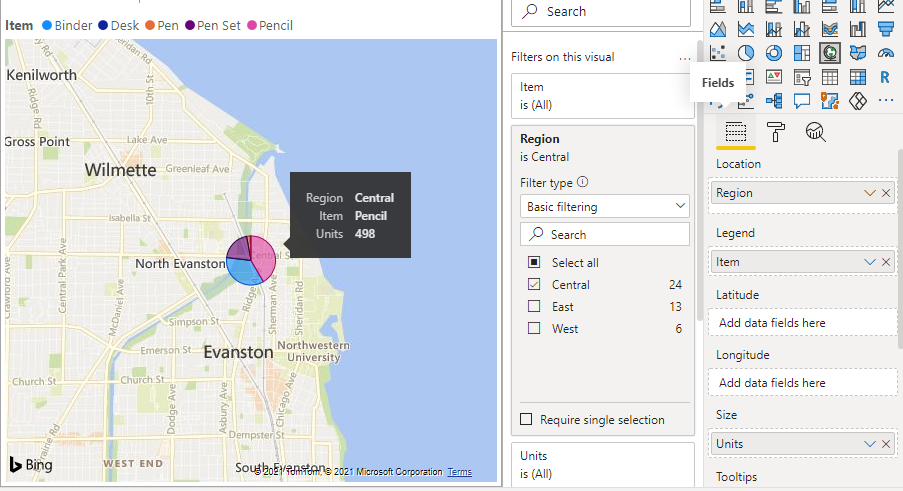 Item Binder Desk Pen Pen Set Pencil
Kenilworth
10th St
Ridge Rd
Gross Point
Lake Ave
Wilmette
Greenleaf Ave
Isabella St
Central Park Ave
Crawford Ave
McDaniel Ave
North Evanston
Central St
Ridge
Sherman Ave
Sheridan Rd
Simpson St
Emerson St
Evanston
Northwestern
University
Church St
Church St
Dodge Ave
Asbury Ave
Chicago Ave
Dempster St
WEST END
South Evanston
Bing
© 2021 TomTom, © 2021 Microsoft Corporation Terms
Region Central
Item Pencil
Units 498
Search
Filters on this visual ...
Item
is (All)
Region
is Central
Filter type
Basic filtering
Search
Select all
Central 24
East 13
West 6
Require single selection
Units
is (All)
R
Fields
...
Location
Region
Legend
Item
Latitude
Add data fields here
Longitude
Add data fields here
Size
Units
Tooltips